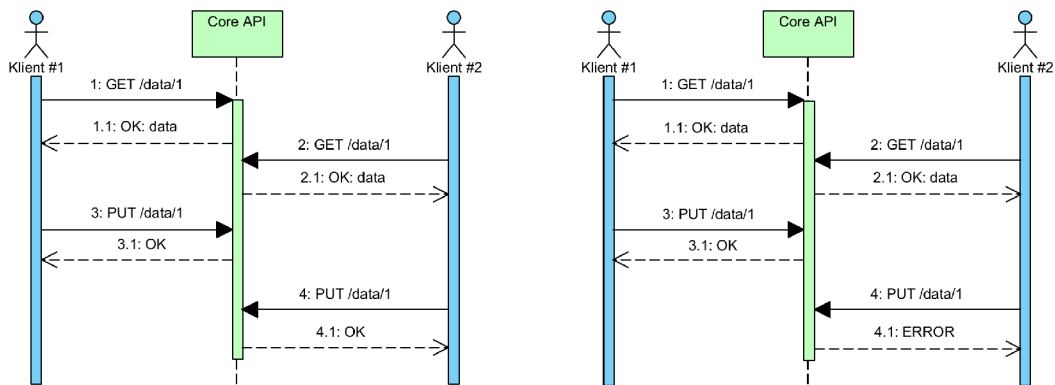 Core API
Klient #1
Klient #2
1: GET /data/1
1.1: OK: data
2: GET /data/1
2.1: OK: data
3: PUT /data/1
3.1: OK
4: PUT /data/1
4.1: OK
Core API
Klient #1
Klient #2
1: GET /data/1
1.1: OK: data
2: GET /data/1
2.1: OK: data
3: PUT /data/1
3.1: OK
4: PUT /data/1
4.1: ERROR